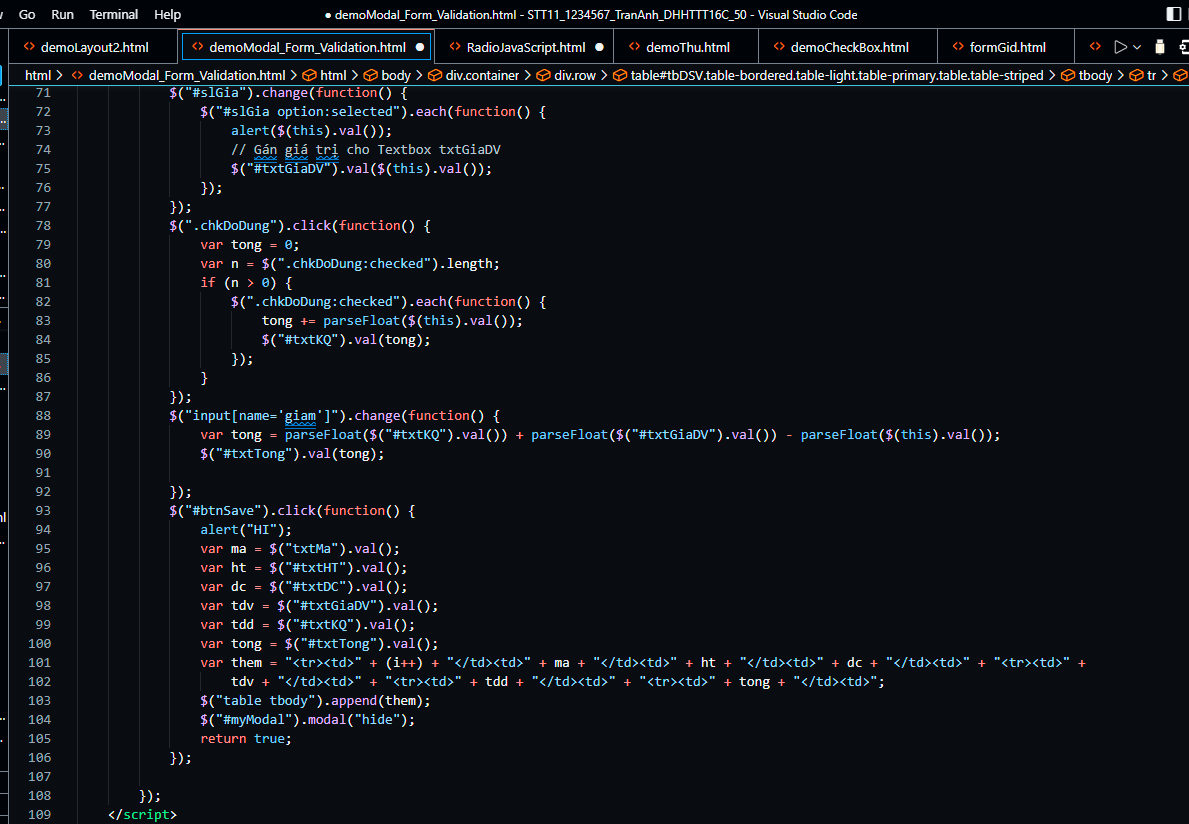 Go Run Terminal Help
● demoModal_Form_Validation.html - STT11_1234567_TranAnh_DHHTTT16C_50 - Visual Studio Code
<> demoLayout2.html <> demoModal_Form_Validation.html ● <> RadioJavaScript.html ● <> demoThu.html <> demoCheckBox.html <> formGid.html <>
html > <> demoModal_Form_Validation.html > html > body > div.container > div.row > table#tbDSV.table-bordered.table-light.table-primary.table.table-striped > tbody > tr >
71 $("#slGia").change(function() {
72 $("#slGia option:selected").each(function() {
73 alert($(this).val());
74 // Gán giá trị cho Textbox txtGiaDV
75 $("#txtGiaDV").val($(this).val());
76 });
77 });
78 $(".chkDoDung").click(function() {
79 var tong = 0;
80 var n = $(".chkDoDung:checked").length;
81 if (n > 0) {
82 $(".chkDoDung:checked").each(function() {
83 tong += parseFloat($(this).val());
84 $("#txtKQ").val(tong);
85 });
86 }
87 });
88 $("input[name='giam']").change(function() {
89 var tong = parseFloat($("#txtKQ").val()) + parseFloat($("#txtGiaDV").val()) - parseFloat($(this).val());
90 $("#txtTong").val(tong);
91
92 });
93 $("#btnSave").click(function() {
94 alert("HI");
95 var ma = $("txtMa").val();
96 var ht = $("#txtHT").val();
97 var dc = $("#txtDC").val();
98 var tdv = $("#txtGiaDV").val();
99 var tdd = $("#txtKQ").val();
100 var tong = $("#txtTong").val();
101 var them = "<tr><td>" + (i++) + "</td><td>" + ma + "</td><td>" + ht + "</td><td>" + dc + "</td><td>" + "<tr><td>" +
102 tdv + "</td><td>" + "<tr><td>" + tdd + "</td><td>" + "<tr><td>" + tong + "</td><td>";
103 $("table tbody").append(them);
104 $("#myModal").modal("hide");
105 return true;
106 });
107
108 });
109 </script>